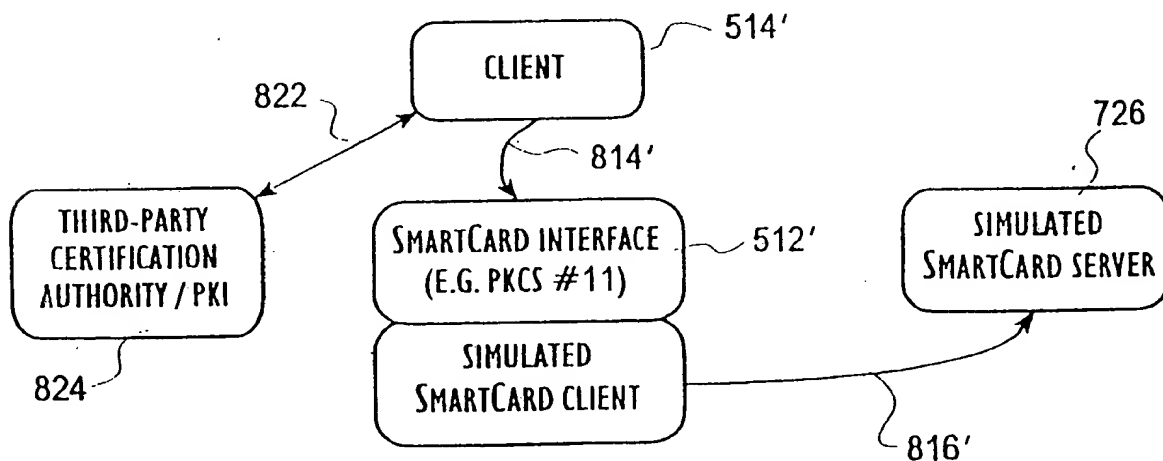 CLIENT
514'
822
814'
726
THIRD-PARTY
CERTIFICATION
AUTHORITY / PKI
SMARTCARD INTERFACE
(E.G. PKCS #11)
512'
SIMULATED
SMARTCARD SERVER
824
SIMULATED
SMARTCARD CLIENT
816'